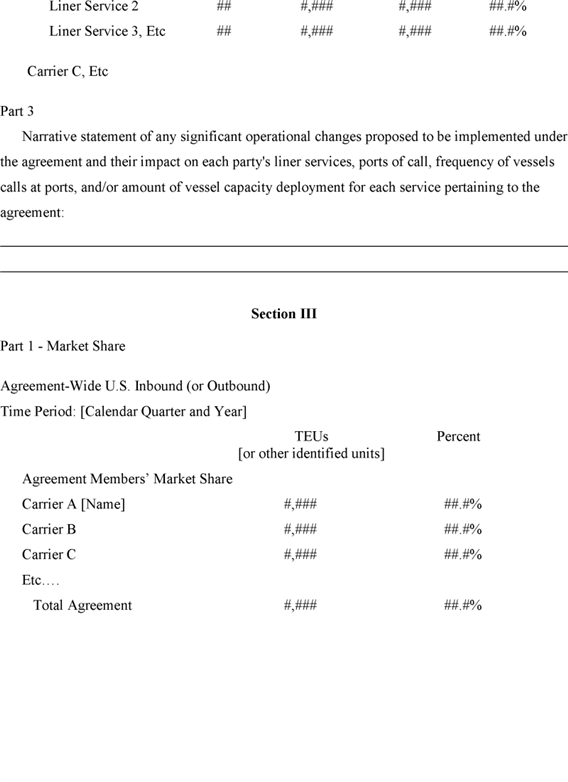 Liner Service 2 ## #,### #,### ##.#%
Liner Service 3, Etc ## #,### #,### ##.#%
Carrier C, Etc
Part 3
Narrative statement of any significant operational changes proposed to be implemented under
the agreement and their impact on each party's liner services, ports of call, frequency of vessels
calls at ports, and/or amount of vessel capacity deployment for each service pertaining to the
agreement:
Section III
Part 1 - Market Share
Agreement-Wide U.S. Inbound (or Outbound)
Time Period: [Calendar Quarter and Year]
TEUs Percent
[or other identified units]
Agreement Members’ Market Share
Carrier A [Name] #,### ##.#%
Carrier B #,### ##.#%
Carrier C #,### ##.#%
Etc….
Total Agreement #,### ##.#%